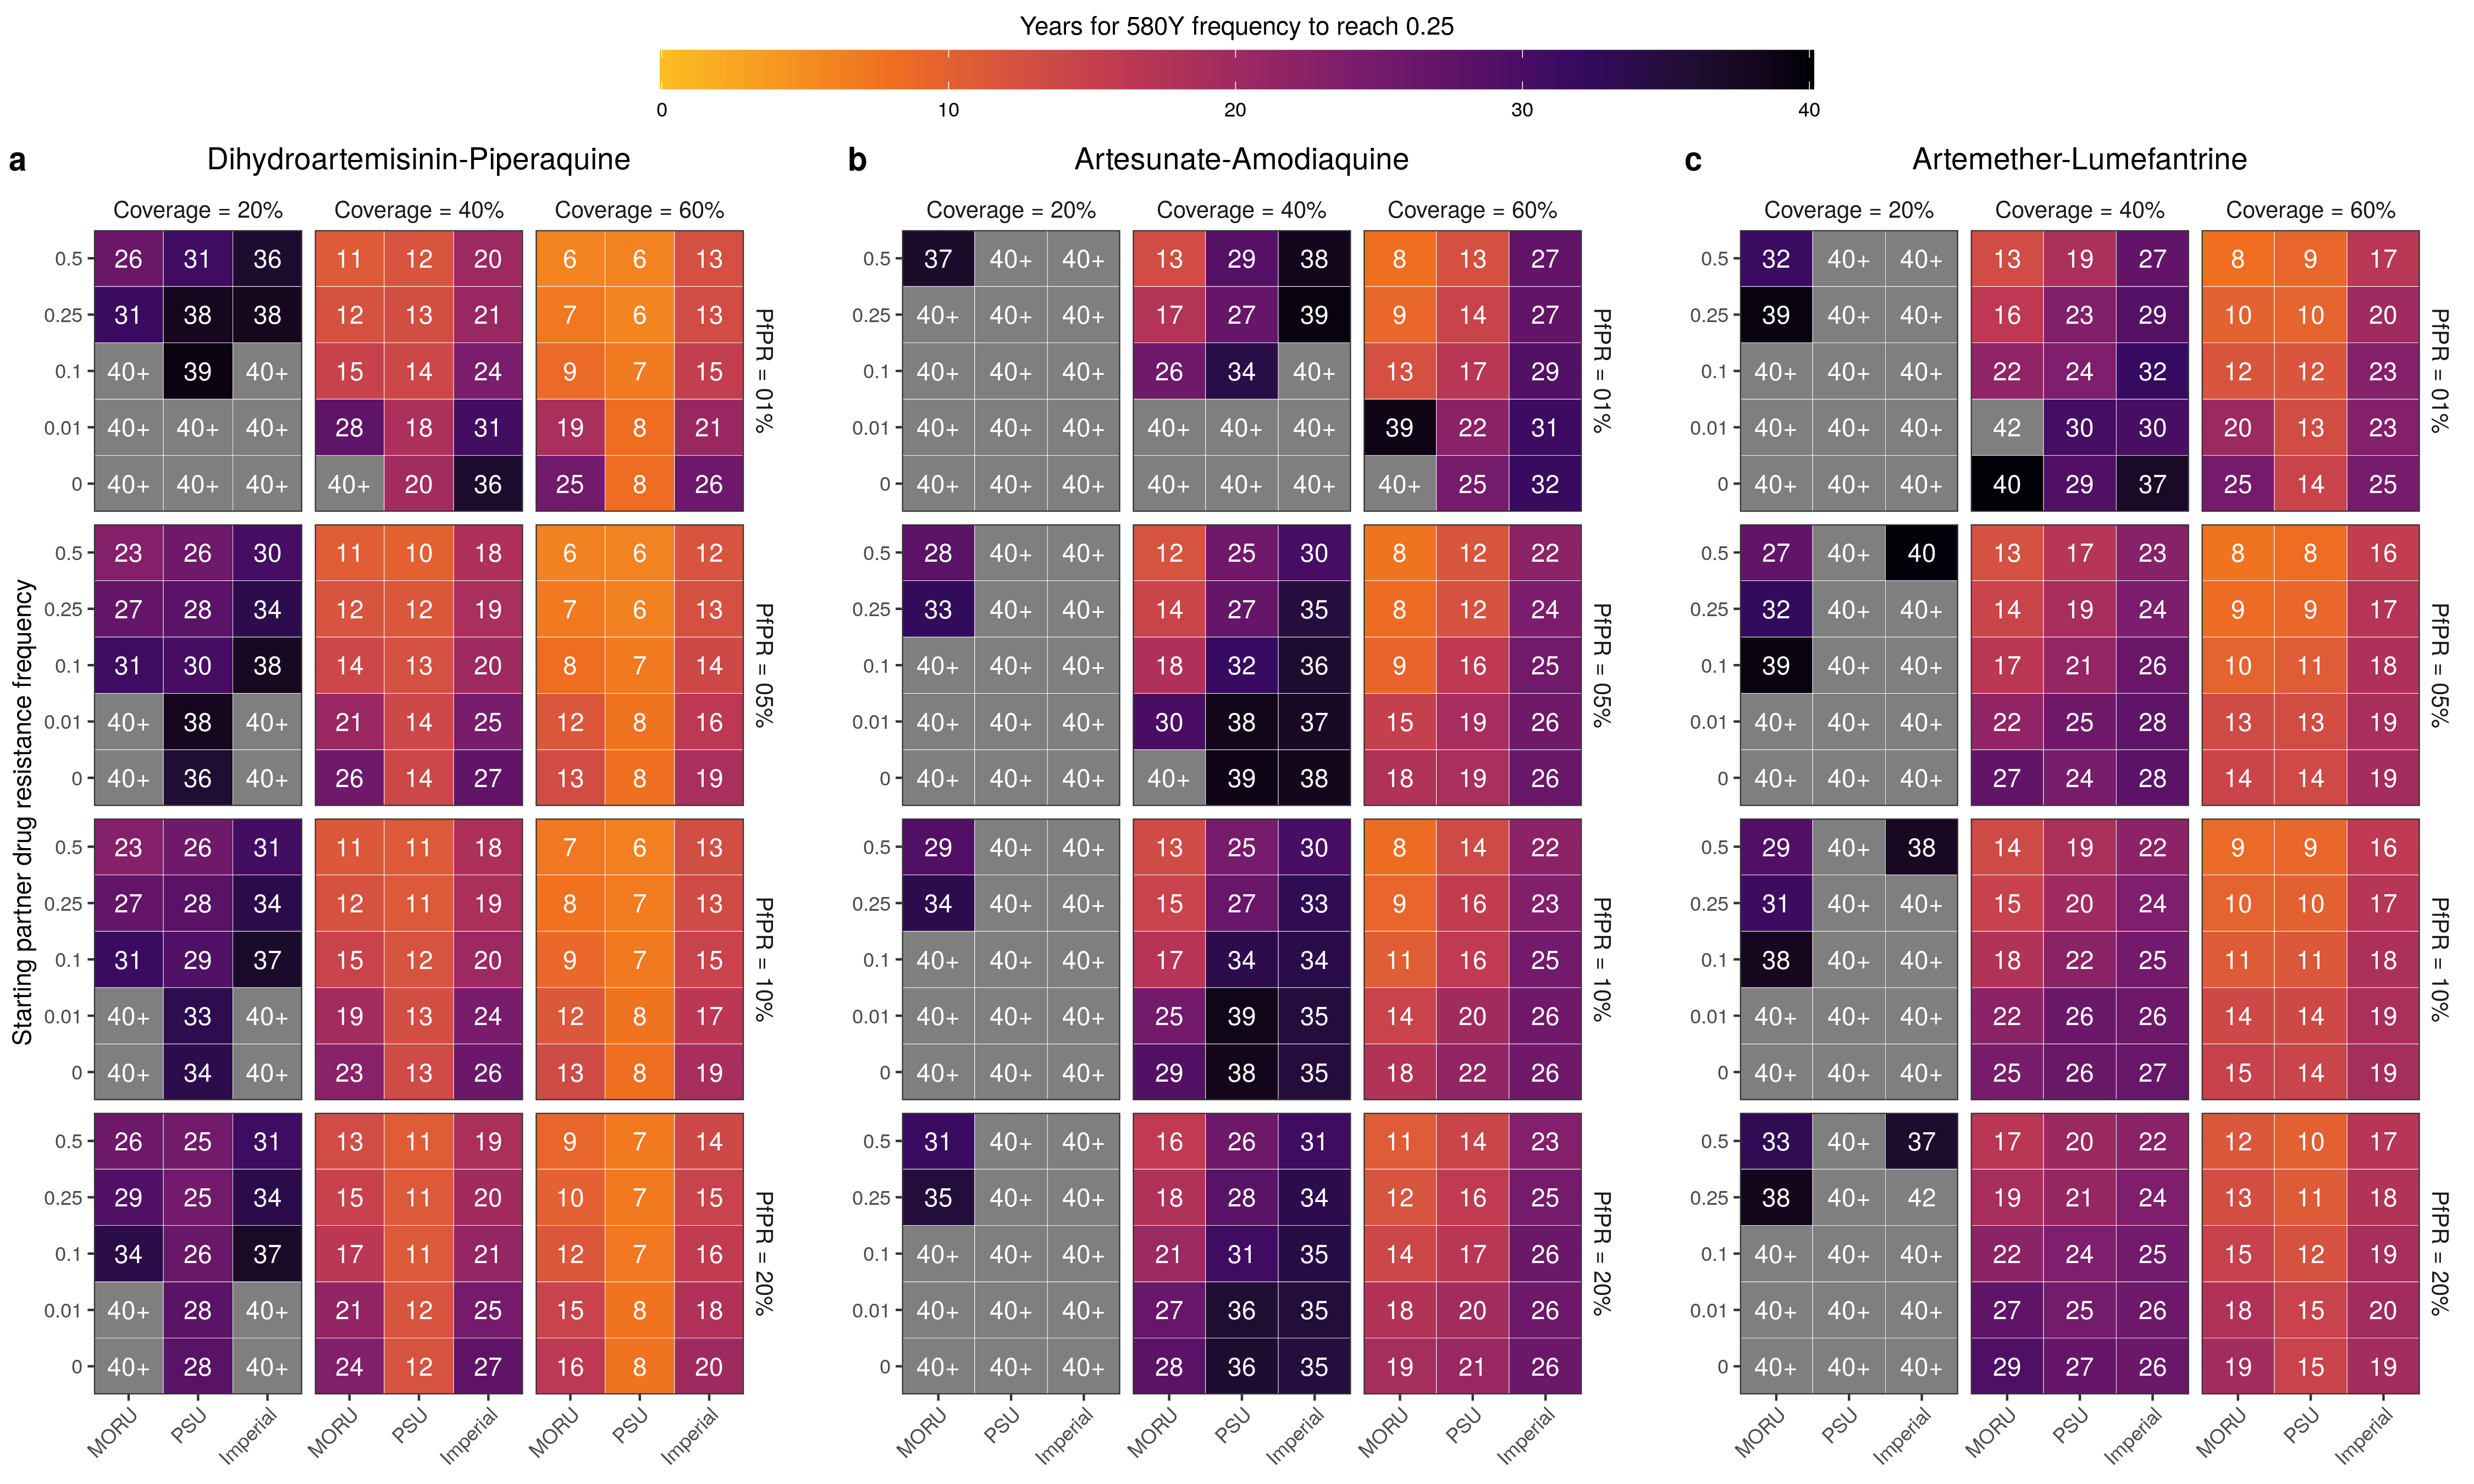 Years for 580Y frequency to reach 0.25
0 10 20 30 40
a Dihydroartemisinin-Piperaquine b Artesunate-Amodiaquine c Artemether-Lumefantrine
Coverage = 20% Coverage = 40% Coverage = 60% Coverage = 20% Coverage = 40% Coverage = 60% Coverage = 20% Coverage = 40% Coverage = 60%
Starting partner drug resistance frequency
0.5 26 31 36 11 12 20 6 6 13 0.5 37 40+ 40+ 13 29 38 8 13 27 0.5 32 40+ 40+ 13 19 27 8 9 17
0.25 31 38 38 12 13 21 7 6 13 0.25 40+ 40+ 40+ 17 27 39 9 14 27 0.25 39 40+ 40+ 16 23 29 10 10 20
0.1 40+ 39 40+ 15 14 24 9 7 15 0.1 40+ 40+ 40+ 26 34 40+ 13 17 29 0.1 40+ 40+ 40+ 22 24 32 12 12 23
0.01 40+ 40+ 40+ 28 18 31 19 8 21 0.01 40+ 40+ 40+ 40+ 40+ 40+ 39 22 31 0.01 40+ 40+ 40+ 42 30 30 20 13 23
0 40+ 40+ 40+ 40+ 20 36 25 8 26 0 40+ 40+ 40+ 40+ 40+ 40+ 40+ 25 32 0 40+ 40+ 40+ 40 29 37 25 14 25
PfPR = 01% PfPR = 01% PfPR = 01%
0.5 23 26 30 11 10 18 6 6 12 0.5 28 40+ 40+ 12 25 30 8 12 22 0.5 27 40+ 40 13 17 23 8 8 16
0.25 27 28 34 12 12 19 7 6 13 0.25 33 40+ 40+ 14 27 35 8 12 24 0.25 32 40+ 40+ 14 19 24 9 9 17
0.1 31 30 38 14 13 20 8 7 14 0.1 40+ 40+ 40+ 18 32 36 9 16 25 0.1 39 40+ 40+ 17 21 26 10 11 18
0.01 40+ 38 40+ 21 14 25 12 8 16 0.01 40+ 40+ 40+ 30 38 37 15 19 26 0.01 40+ 40+ 40+ 22 25 28 13 13 19
0 40+ 36 40+ 26 14 27 13 8 19 0 40+ 40+ 40+ 40+ 39 38 18 19 26 0 40+ 40+ 40+ 27 24 28 14 14 19
PfPR = 05% PfPR = 05% PfPR = 05%
0.5 23 26 31 11 11 18 7 6 13 0.5 29 40+ 40+ 13 25 30 8 14 22 0.5 29 40+ 38 14 19 22 9 9 16
0.25 27 28 34 12 11 19 8 7 13 0.25 34 40+ 40+ 15 27 33 9 16 23 0.25 31 40+ 40+ 15 20 24 10 10 17
0.1 31 29 37 15 12 20 9 7 15 0.1 40+ 40+ 40+ 17 34 34 11 16 25 0.1 38 40+ 40+ 18 22 25 11 11 18
0.01 40+ 33 40+ 19 13 24 12 8 17 0.01 40+ 40+ 40+ 25 39 35 14 20 26 0.01 40+ 40+ 40+ 22 26 26 14 14 19
0 40+ 34 40+ 23 13 26 13 8 19 0 40+ 40+ 40+ 29 38 35 18 22 26 0 40+ 40+ 40+ 25 26 27 15 14 19
PfPR = 10% PfPR = 10% PfPR = 10%
0.5 26 25 31 13 11 19 9 7 14 0.5 31 40+ 40+ 16 26 31 11 14 23 0.5 33 40+ 37 17 20 22 12 10 17
0.25 29 25 34 15 11 20 10 7 15 0.25 35 40+ 40+ 18 28 34 12 16 25 0.25 38 40+ 42 19 21 24 13 11 18
0.1 34 26 37 17 11 21 12 7 16 0.1 40+ 40+ 40+ 21 31 35 14 17 26 0.1 40+ 40+ 40+ 22 24 25 15 12 19
0.01 40+ 28 40+ 21 12 25 15 8 18 0.01 40+ 40+ 40+ 27 36 35 18 20 26 0.01 40+ 40+ 40+ 27 25 26 18 15 20
0 40+ 28 40+ 24 12 27 16 8 20 0 40+ 40+ 40+ 28 36 35 19 21 26 0 40+ 40+ 40+ 29 27 26 19 15 19
PfPR = 20% PfPR = 20% PfPR = 20%
MORU PSU Imperial MORU PSU Imperial MORU PSU Imperial MORU PSU Imperial MORU PSU Imperial MORU PSU Imperial MORU PSU Imperial MORU PSU Imperial MORU PSU Imperial